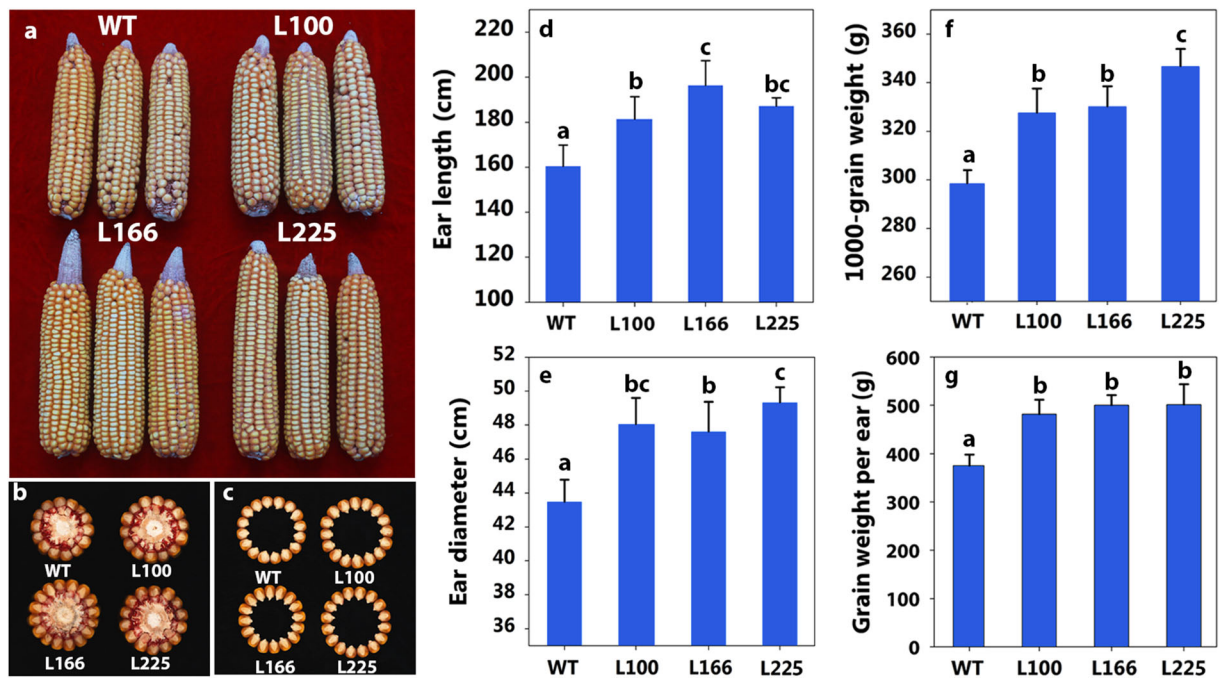 a
WT
L100
L166
L225
b
WT
L100
L166
L225
c
WT
L100
L166
L225
d
Ear length (cm)
220
200
180
160
140
120
100
a
b
c
bc
WT
L100
L166
L225
e
Ear diameter (cm)
52
50
48
46
44
42
38
36
a
bc
b
c
WT
L100
L166
L225
f
1000-grain weight (g)
360
340
320
300
280
260
a
b
b
c
WT
L100
L166
L225
g
Grain weight per ear (g)
600
500
400
300
200
100
0
a
b
b
b
WT
L100
L166
L225